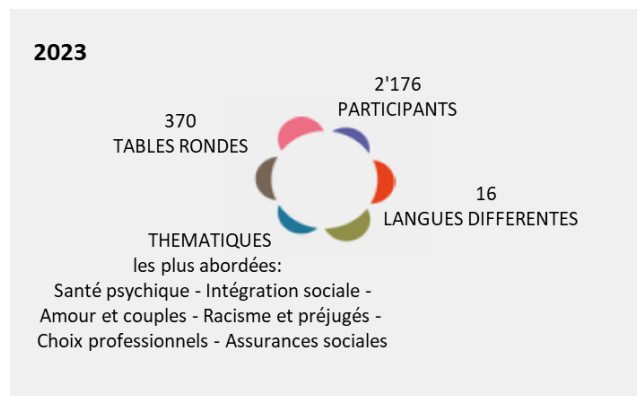 2023
2'176
PARTICIPANTS
370
TABLES RONDES
16
LANGUES DIFFERENTES
THEMATIQUES
les plus abordées:
Santé psychique - Intégration sociale -
Amour et couples - Racisme et préjugés -
Choix professionnels - Assurances sociales